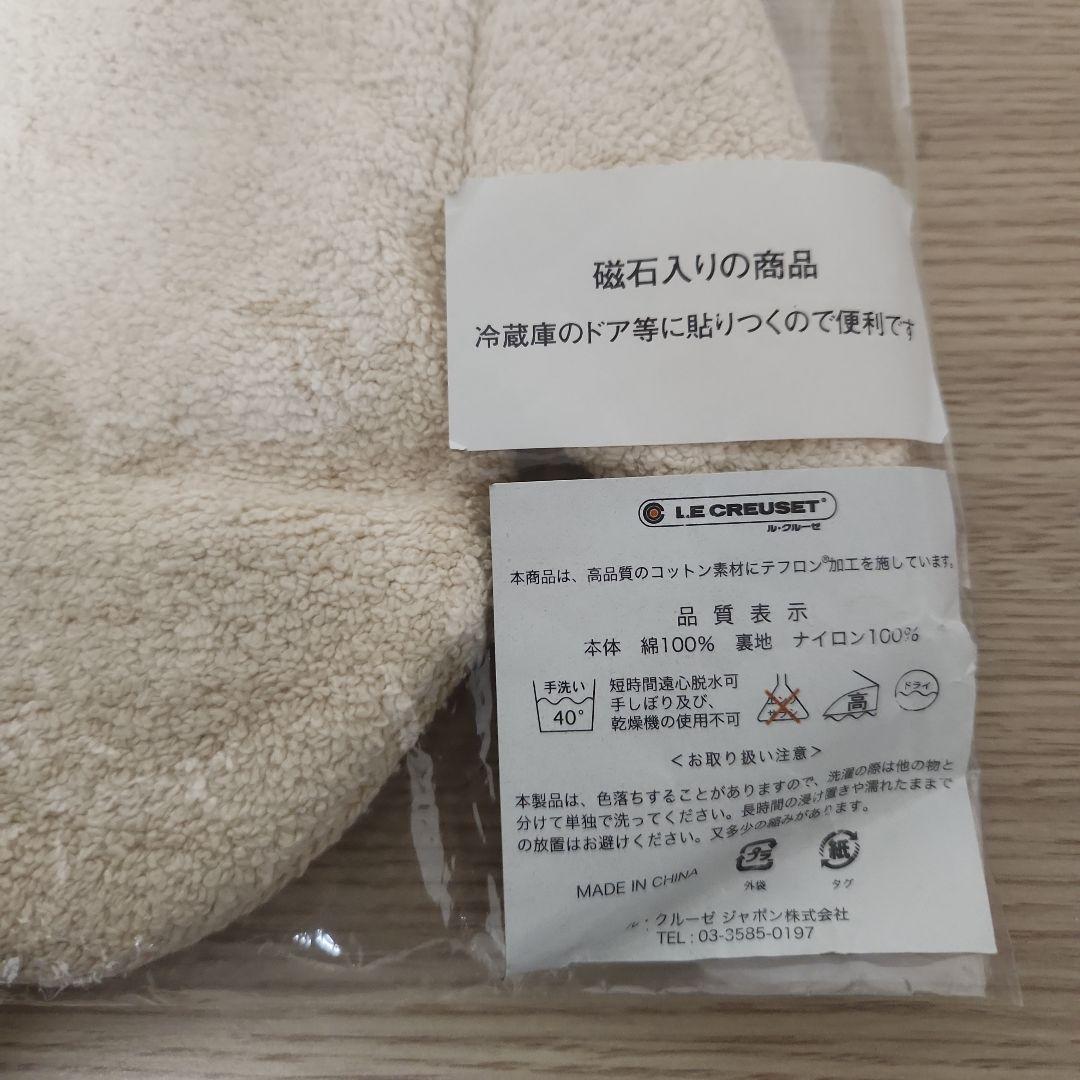 磁石入りの商品
冷蔵庫のドア等に貼りつくので便利です
LE CREUSET®
ル・クルーゼ
本商品は、高品質のコットン素材にテフロン®加工を施しています。
品質表示
本体 綿100% 裏地 ナイロン100%
手洗い
40°
短時間遠心脱水可
手しぼり及び、
乾燥機の使用不可
エンソ
サラシ
高
ドライ
<お取り扱い注意>
本製品は、色落ちすることがありますので、洗濯の際は他の物と
分けて単独で洗ってください。長時間の浸け置きや濡れたままで
の放置はお避けください。又多少の縮みがあります。
プラ
外袋
紙
タグ
MADE IN CHINA
ル・クルーゼ ジャポン株式会社
TEL : 03-3585-0197